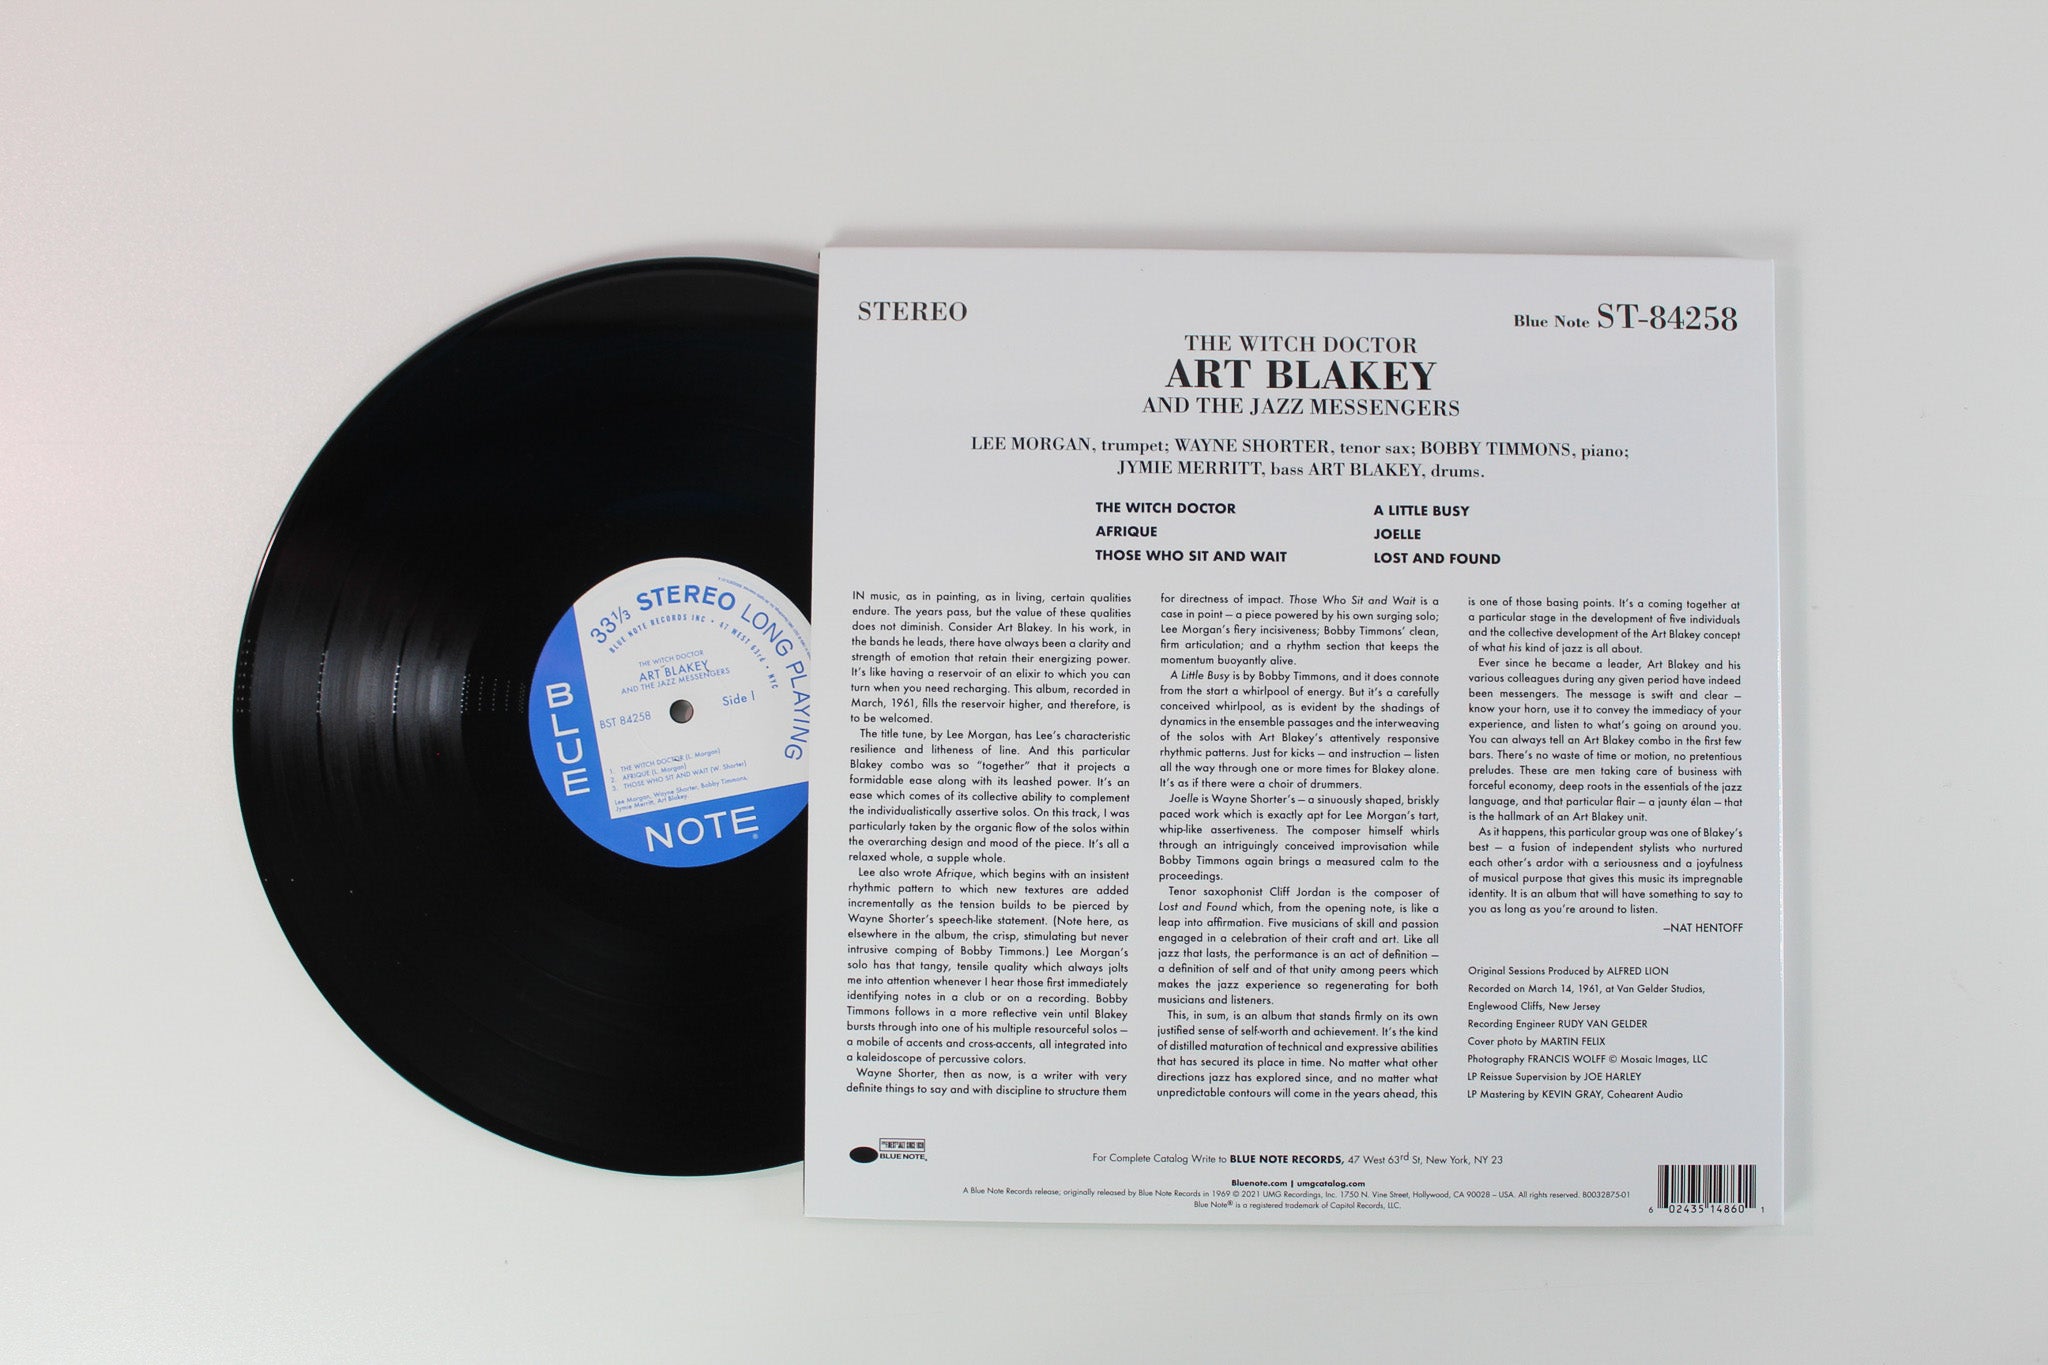 33 1/3 STEREO LONG PLAYING
BLUE NOTE RECORDS INC • 47 WEST 63rd • NYC
THE WITCH DOCTOR
ART BLAKEY
AND THE JAZZ MESSENGERS
BST 84258
Side 1
1. THE WITCH DOCTOR (L. Morgan)
2. AFRIQUE (L. Morgan)
3. THOSE WHO SIT AND WAIT (W. Shorter)
Lee Morgan, Wayne Shorter, Bobby Timmons,
Jymie Merritt, Art Blakey.
BLUE
NOTE®
STEREO
Blue Note ST-84258
THE WITCH DOCTOR
ART BLAKEY
AND THE JAZZ MESSENGERS
LEE MORGAN, trumpet; WAYNE SHORTER, tenor sax; BOBBY TIMMONS, piano;
JYMIE MERRITT, bass ART BLAKEY, drums.
THE WITCH DOCTOR
AFRIQUE
THOSE WHO SIT AND WAIT
A LITTLE BUSY
JOELLE
LOST AND FOUND
IN music, as in painting, as in living, certain qualities
endure. The years pass, but the value of these qualities
does not diminish. Consider Art Blakey. In his work, in
the bands he leads, there have always been a clarity and
strength of emotion that retain their energizing power.
It's like having a reservoir of an elixir to which you can
turn when you need recharging. This album, recorded in
March, 1961, fills the reservoir higher, and therefore, is
to be welcomed.
The title tune, by Lee Morgan, has Lee's characteristic
resilience and litheness of line. And this particular
Blakey combo was so "together" that it projects a
formidable ease along with its leashed power. It's an
ease which comes of its collective ability to complement
the individualistically assertive solos. On this track, I was
particularly taken by the organic flow of the solos within
the overarching design and mood of the piece. It's all a
relaxed whole, a supple whole.
Lee also wrote Afrique, which begins with an insistent
rhythmic pattern to which new textures are added
incrementally as the tension builds to be pierced by
Wayne Shorter's speech-like statement. (Note here, as
elsewhere in the album, the crisp, stimulating but never
intrusive comping of Bobby Timmons.) Lee Morgan's
solo has that tangy, tensile quality which always jolts
me into attention whenever I hear those first immediately
identifying notes in a club or on a recording. Bobby
Timmons follows in a more reflective vein until Blakey
bursts through into one of his multiple resourceful solos –
a mobile of accents and cross-accents, all integrated into
a kaleidoscope of percussive colors.
Wayne Shorter, then as now, is a writer with very
definite things to say and with discipline to structure them
for directness of impact. Those Who Sit and Wait is a
case in point – a piece powered by his own surging solo;
Lee Morgan's fiery incisiveness; Bobby Timmons' clean,
firm articulation; and a rhythm section that keeps the
momentum buoyantly alive.
A Little Busy is by Bobby Timmons, and it does connote
from the start a whirlpool of energy. But it's a carefully
conceived whirlpool, as is evident by the shadings of
dynamics in the ensemble passages and the interweaving
of the solos with Art Blakey's attentively responsive
rhythmic patterns. Just for kicks – and instruction – listen
all the way through one or more times for Blakey alone.
It's as if there were a choir of drummers.
Joelle is Wayne Shorter's – a sinuously shaped, briskly
paced work which is exactly apt for Lee Morgan's tart,
whip-like assertiveness. The composer himself whirls
through an intriguingly conceived improvisation while
Bobby Timmons again brings a measured calm to the
proceedings.
Tenor saxophonist Cliff Jordan is the composer of
Lost and Found which, from the opening note, is like a
leap into affirmation. Five musicians of skill and passion
engaged in a celebration of their craft and art. Like all
jazz that lasts, the performance is an act of definition –
a definition of self and of that unity among peers which
makes the jazz experience so regenerating for both
musicians and listeners.
This, in sum, is an album that stands firmly on its own
justified sense of self-worth and achievement. It's the kind
of distilled maturation of technical and expressive abilities
that has secured its place in time. No matter what other
directions jazz has explored since, and no matter what
unpredictable contours will come in the years ahead, this
is one of those basing points. It's a coming together at
a particular stage in the development of five individuals
and the collective development of the Art Blakey concept
of what his kind of jazz is all about.
Ever since he became a leader, Art Blakey and his
various colleagues during any given period have indeed
been messengers. The message is swift and clear –
know your horn, use it to convey the immediacy of your
experience, and listen to what's going on around you.
You can always tell an Art Blakey combo in the first few
bars. There's no waste of time or motion, no pretentious
preludes. These are men taking care of business with
forceful economy, deep roots in the essentials of the jazz
language, and that particular flair – a jaunty élan – that
is the hallmark of an Art Blakey unit.
As it happens, this particular group was one of Blakey's
best – a fusion of independent stylists who nurtured
each other's ardor with a seriousness and a joyfulness
of musical purpose that gives this music its impregnable
identity. It is an album that will have something to say to
you as long as you're around to listen.
—NAT HENTOFF
Original Sessions Produced by ALFRED LION
Recorded on March 14, 1961, at Van Gelder Studios,
Englewood Cliffs, New Jersey
Recording Engineer RUDY VAN GELDER
Cover photo by MARTIN FELIX
Photography FRANCIS WOLFF © Mosaic Images, LLC
LP Reissue Supervision by JOE HARLEY
LP Mastering by KEVIN GRAY, Cohearent Audio
THE FINEST IN JAZZ SINCE 1939
BLUE NOTE
For Complete Catalog Write to BLUE NOTE RECORDS, 47 West 63rd St, New York, NY 23
Bluenote.com | umgcatalog.com
A Blue Note Records release; originally released by Blue Note Records in 1969 © 2021 UMG Recordings, Inc. 1750 N. Vine Street, Hollywood, CA 90028 – USA. All rights reserved. B0032875-01
Blue Note® is a registered trademark of Capitol Records, LLC.
6 02435 14860 1